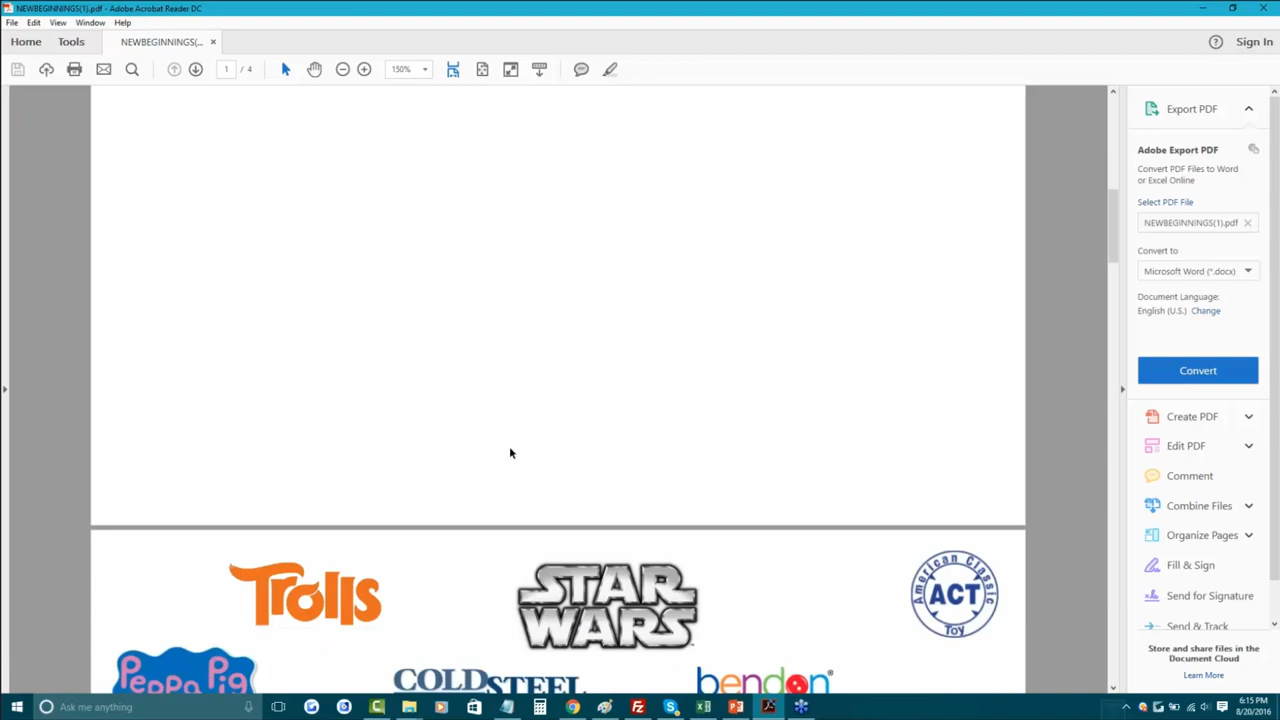 NEWBEGINNINGS(1).pdf - Adobe Acrobat Reader DC
File Edit View Window Help
Home Tools NEWBEGINNINGS(... × Sign In
1 / 4 150%
Export PDF
Adobe Export PDF
Convert PDF Files to Word
or Excel Online
Select PDF File
NEWBEGINNINGS(1).pdf
Convert to
Microsoft Word (*.docx)
Document Language:
English (U.S.) Change
Convert
Create PDF
Edit PDF
Comment
Combine Files
Organize Pages
Fill & Sign
Send for Signature
Send & Track
Store and share files in the
Document Cloud
Learn More
Trolls
STAR
WARS
American Classic
ACT
Toy
Peppa Pig
COLD STEEL
bendon®
Ask me anything
6:15 PM
8/20/2016